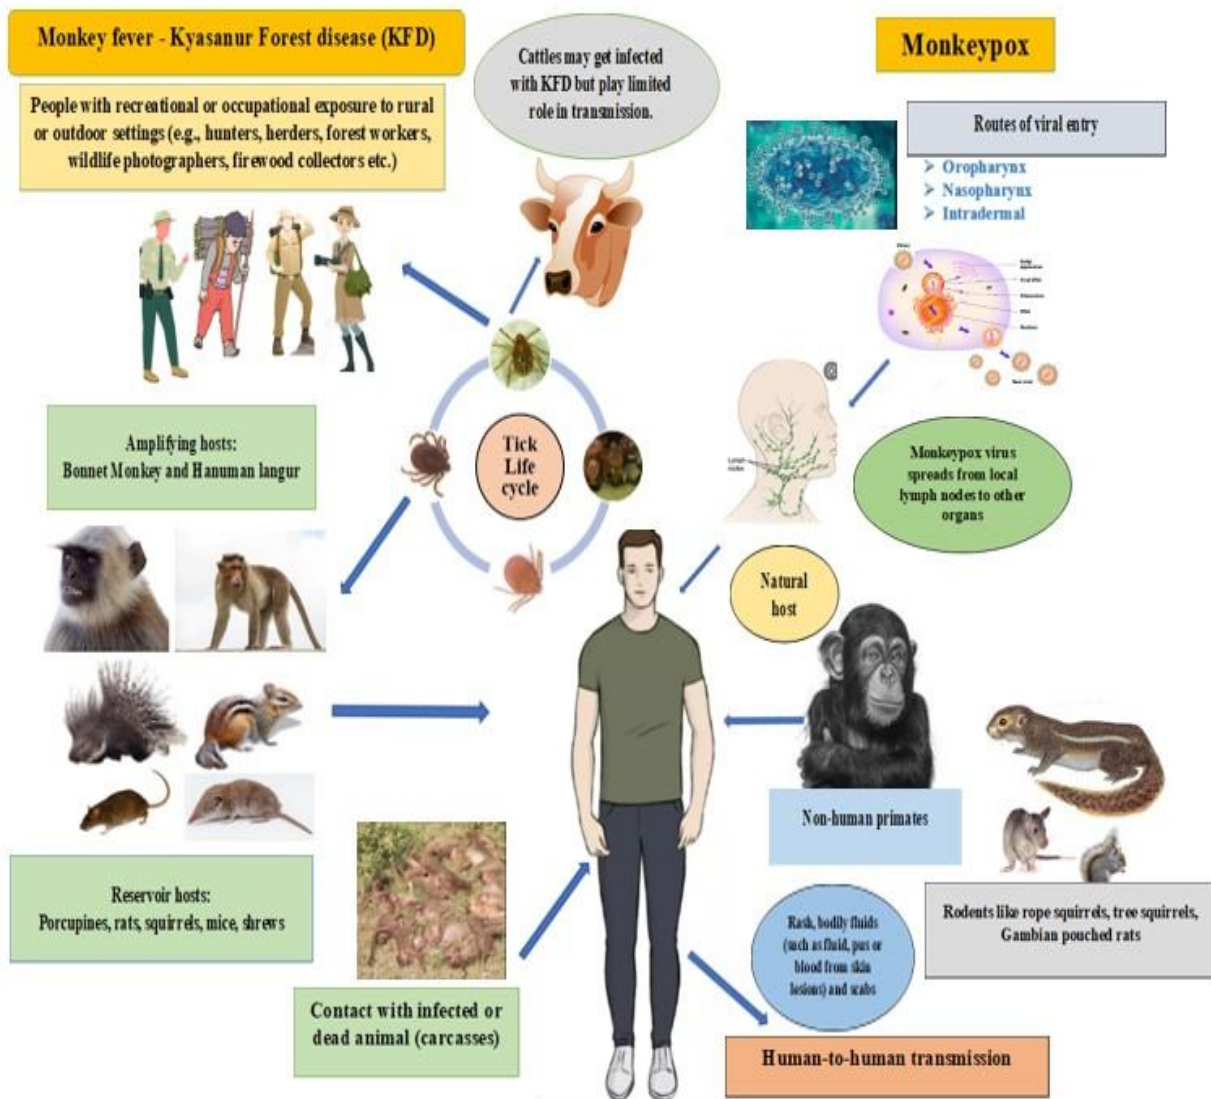 Monkey fever - Kyasanur Forest disease (KFD)
People with recreational or occupational exposure to rural
or outdoor settings (e.g., hunters, herders, forest workers,
wildlife photographers, firewood collectors etc.)
Cattles may get infected
with KFD but play limited
role in transmission.
Monkeypox
Routes of viral entry
➢ Oropharynx
➢ Nasopharynx
➢ Intradermal
Amplifying hosts:
Bonnet Monkey and Hanuman langur
Tick
Life
cycle
Lymph
nodes
Monkeypox virus
spreads from local
lymph nodes to other
organs
Natural
host
Non-human primates
Rodents like rope squirrels, tree squirrels,
Gambian pouched rats
Reservoir hosts:
Porcupines, rats, squirrels, mice, shrews
Contact with infected or
dead animal (carcasses)
Rash, bodily fluids
(such as fluid, pus or
blood from skin
lesions) and scabs
Human-to-human transmission